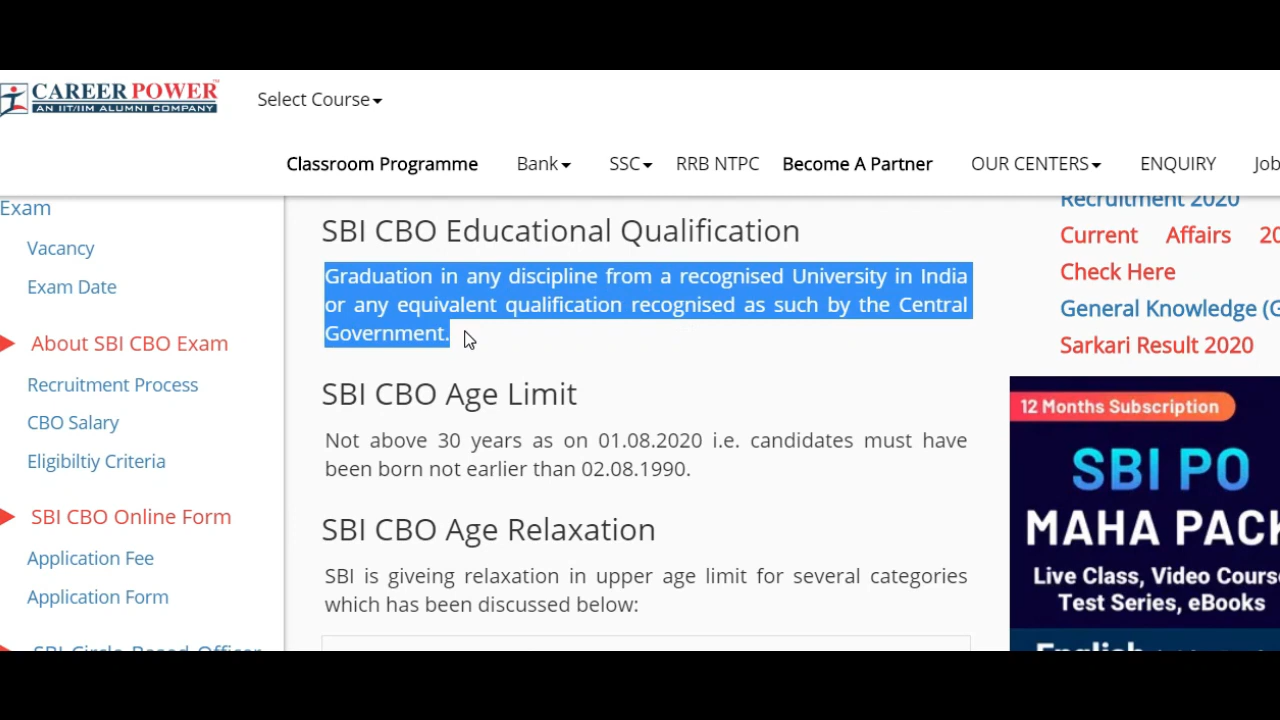 CAREER POWER
AN IIT/IIM ALUMNI COMPANY
Select Course
Classroom Programme Bank SSC RRB NTPC Become A Partner OUR CENTERS ENQUIRY Job
Exam
Vacancy
Exam Date
About SBI CBO Exam
Recruitment Process
CBO Salary
Eligibiltiy Criteria
SBI CBO Online Form
Application Fee
Application Form
SBI Circle Based Officer
SBI CBO Educational Qualification
Graduation in any discipline from a recognised University in India
or any equivalent qualification recognised as such by the Central
Government.
SBI CBO Age Limit
Not above 30 years as on 01.08.2020 i.e. candidates must have
been born not earlier than 02.08.1990.
SBI CBO Age Relaxation
SBI is giveing relaxation in upper age limit for several categories
which has been discussed below:
Recruitment 2020
Current Affairs 20
Check Here
General Knowledge (G
Sarkari Result 2020
12 Months Subscription
SBI PO
MAHA PACK
Live Class, Video Course
Test Series, eBooks
English